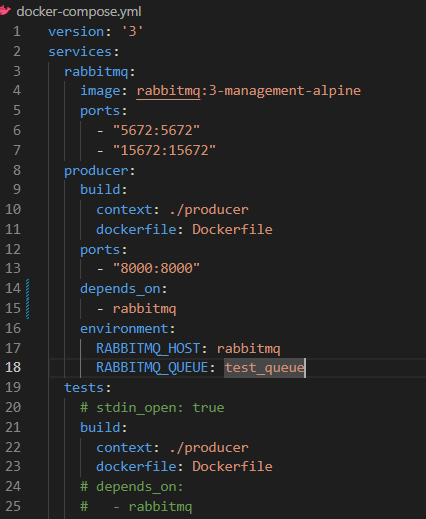 docker-compose.yml
1 version: '3'
2 services:
3   rabbitmq:
4     image: rabbitmq:3-management-alpine
5     ports:
6       - "5672:5672"
7       - "15672:15672"
8   producer:
9     build:
10       context: ./producer
11       dockerfile: Dockerfile
12     ports:
13       - "8000:8000"
14     depends_on:
15       - rabbitmq
16     environment:
17       RABBITMQ_HOST: rabbitmq
18       RABBITMQ_QUEUE: test_queue
19   tests:
20     # stdin_open: true
21     build:
22       context: ./producer
23       dockerfile: Dockerfile
24     # depends_on:
25     #   - rabbitmq